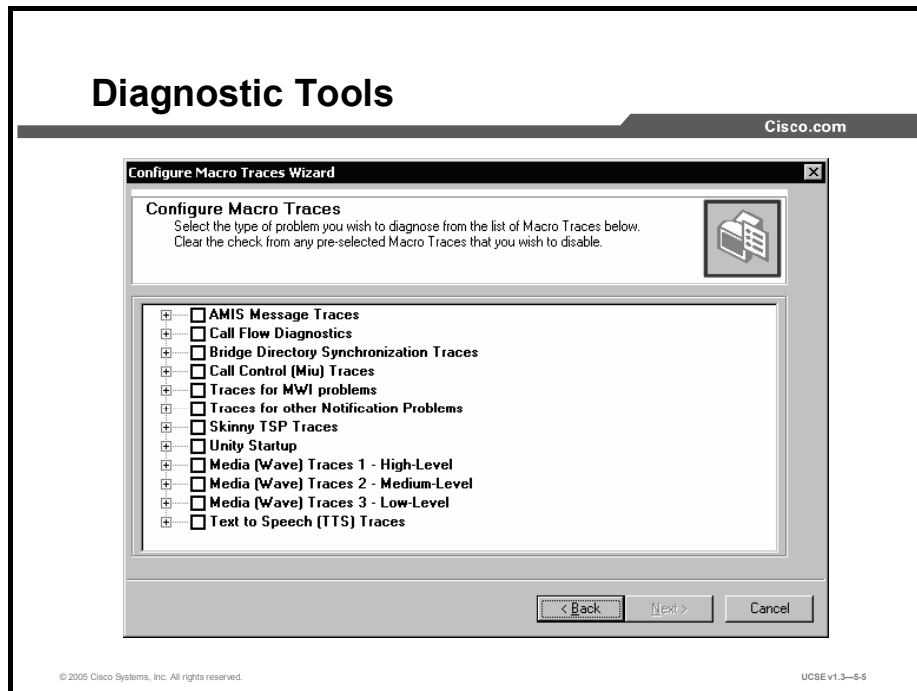 Diagnostic Tools
Cisco.com
Configure Macro Traces Wizard
Configure Macro Traces
Select the type of problem you wish to diagnose from the list of Macro Traces below.
Clear the check from any pre-selected Macro Traces that you wish to disable.
AMIS Message Traces
Call Flow Diagnostics
Bridge Directory Synchronization Traces
Call Control (Miu) Traces
Traces for MWI problems
Traces for other Notification Problems
Skinny TSP Traces
Unity Startup
Media (Wave) Traces 1 - High-Level
Media (Wave) Traces 2 - Medium-Level
Media (Wave) Traces 3 - Low-Level
Text to Speech (TTS) Traces
< Back Next > Cancel
© 2005 Cisco Systems, Inc. All rights reserved. UCSE v1.3—5-5